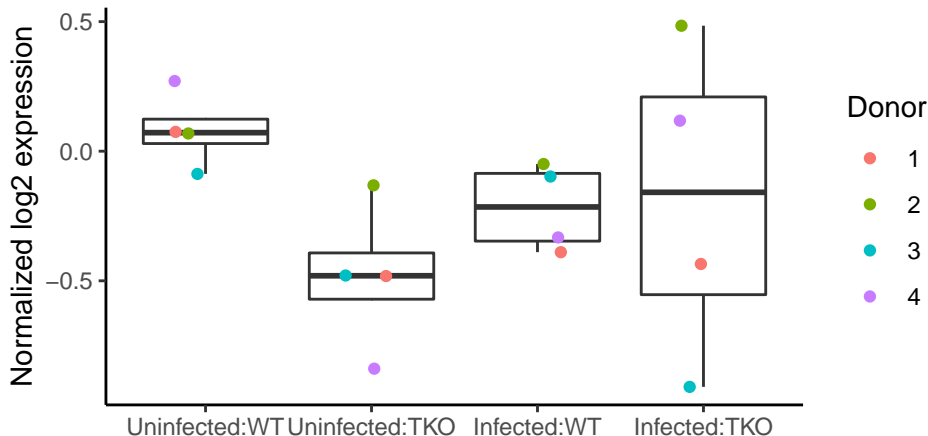 Normalized log2 expression
0.5
0.0
−0.5
Uninfected:WT
Uninfected:TKO
Infected:WT
Infected:TKO
Donor
1
2
3
4